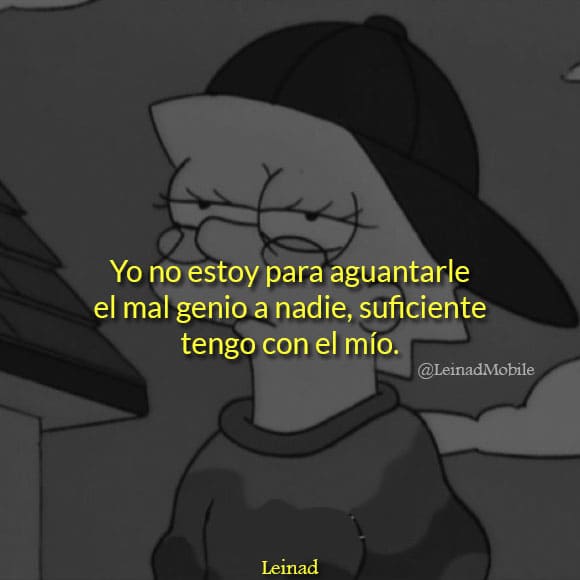 Yo no estoy para aguantarle
el mal genio a nadie, suficiente
tengo con el mío.
@LeinadMobile
Leinad